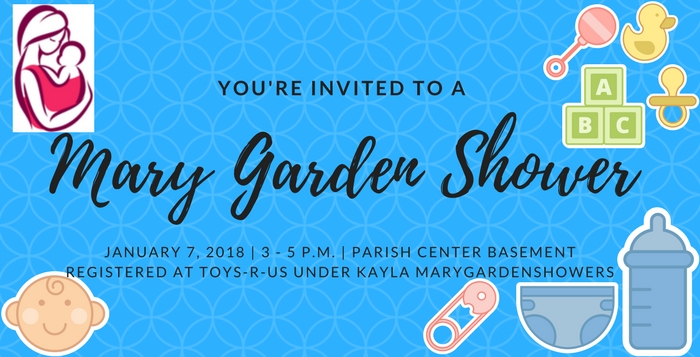 YOU'RE INVITED TO A
Mary Garden Shower
JANUARY 7, 2018 | 3 - 5 P.M. | PARISH CENTER BASEMENT
REGISTERED AT TOYS-R-US UNDER KAYLA MARYGARDENSHOWERS
A
B C